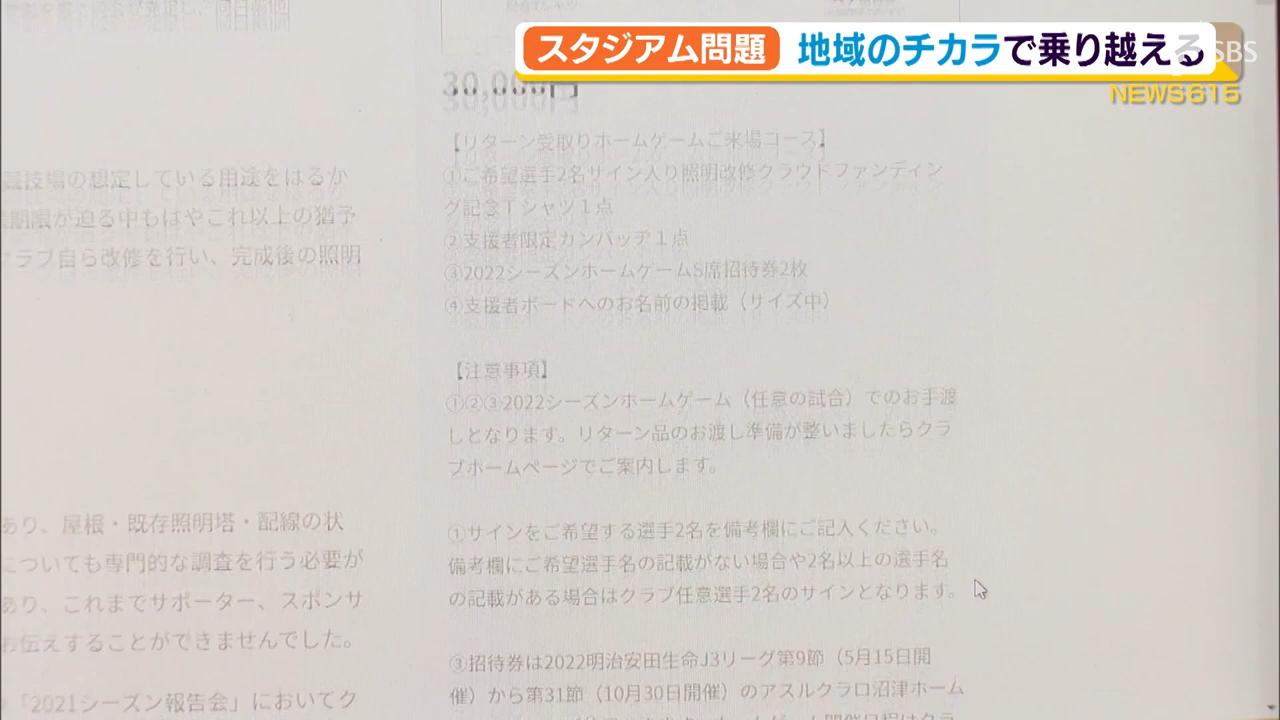 スタジアム問題 地域のチカラで乗り越える
SBS
NEWS615
競技場の想定している用途をはるか
期限が迫る中もはやこれ以上の猶予
クラブ自ら改修を行い、完成後の照明
あり、屋根・既存照明塔・配線の状
についても専門的な調査を行う必要が
あり、これまでサポーター、スポンサ
お伝えすることができませんでした。
「2021シーズン報告会」においてク
30,000円
【リターン受取りホームゲームご来場コース】
①ご希望選手2名サイン入り照明改修クラウドファンディン
グ記念Tシャツ1点
②支援者限定カンバッヂ1点
③2022シーズンホームゲームS席招待券2枚
④支援者ボードへのお名前の掲載（サイズ中）
【注意事項】
①②③2022シーズンホームゲーム（任意の試合）でのお手渡
しとなります。リターン品のお渡し準備が整いましたらクラ
ブホームページでご案内します。
①サインをご希望する選手2名を備考欄にご記入ください。
備考欄にご希望選手名の記載がない場合や2名以上の選手名
の記載がある場合はクラブ任意選手2名のサインとなります。
③招待券は2022明治安田生命J3リーグ第9節（5月15日開
催）から第31節（10月30日開催）のアスルクラロ沼津ホーム